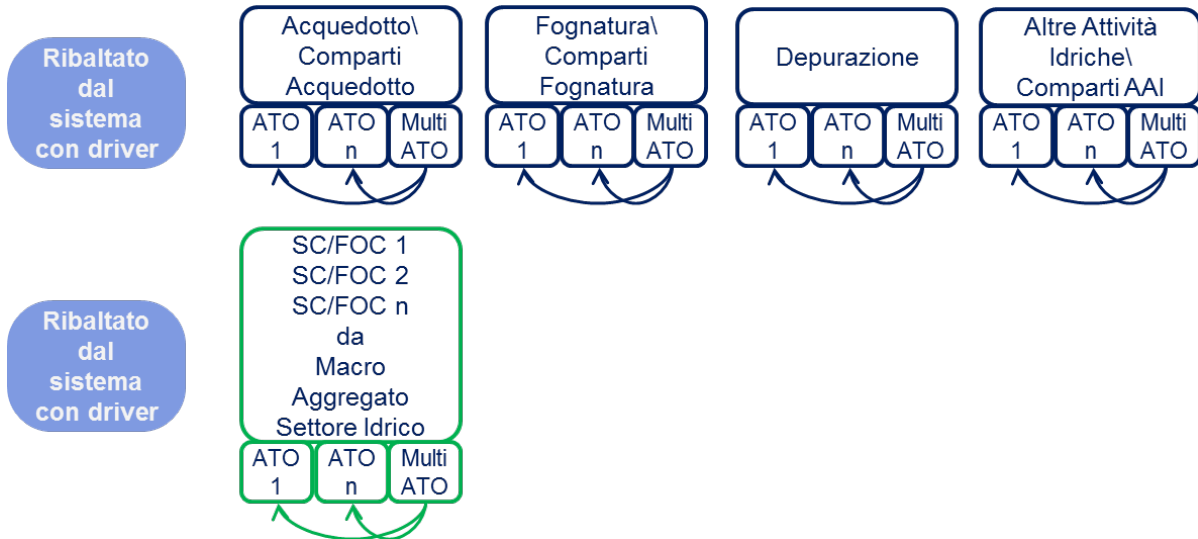 Ribaltato
dal
sistema
con driver
Acquedotto\
Comparti
Acquedotto
ATO
1
ATO
n
Multi
ATO
Fognatura\
Comparti
Fognatura
ATO
1
ATO
n
Multi
ATO
Depurazione
ATO
1
ATO
n
Multi
ATO
Altre Attività
Idriche\
Comparti AAI
ATO
1
ATO
n
Multi
ATO
Ribaltato
dal
sistema
con driver
SC/FOC 1
SC/FOC 2
SC/FOC n
da
Macro
Aggregato
Settore Idrico
ATO
1
ATO
n
Multi
ATO